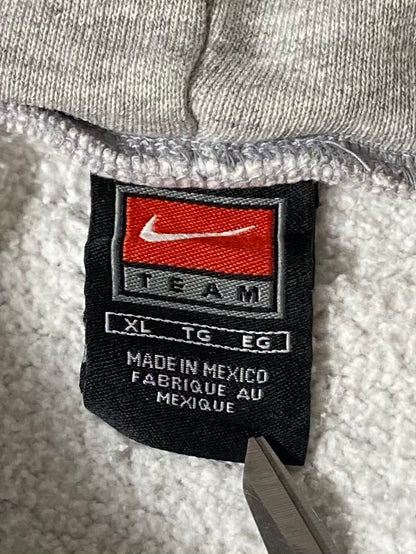 TEAM
XL TG EG
MADE IN MEXICO
FABRIQUE AU
MEXIQUE